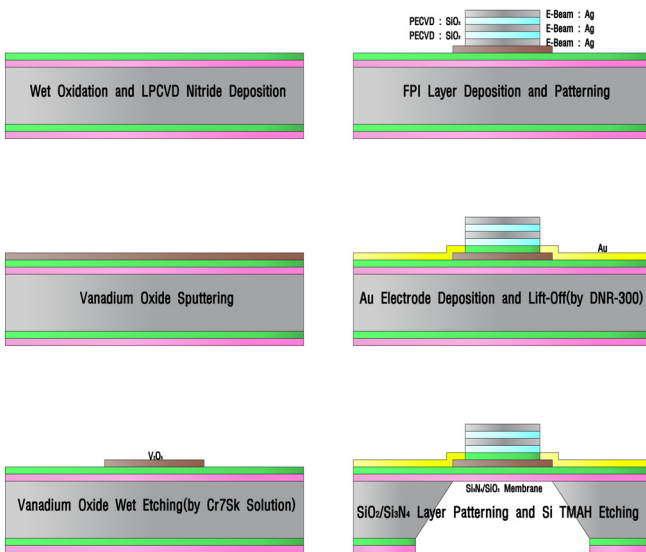 Wet Oxidation and LPCVD Nitride Deposition
PECVD : SiO₂
PECVD : SiO₂
E-Beam : Ag
E-Beam : Ag
E-Beam : Ag
FPI Layer Deposition and Patterning
Vanadium Oxide Sputtering
Au
Au Electrode Deposition and Lift-Off(by DNR-300)
V₂O₅
Vanadium Oxide Wet Etching(by Cr7Sk Solution)
Si₃N₄/SiO₂ Membrane
SiO₂/Si₃N₄ Layer Patterning and Si TMAH Etching